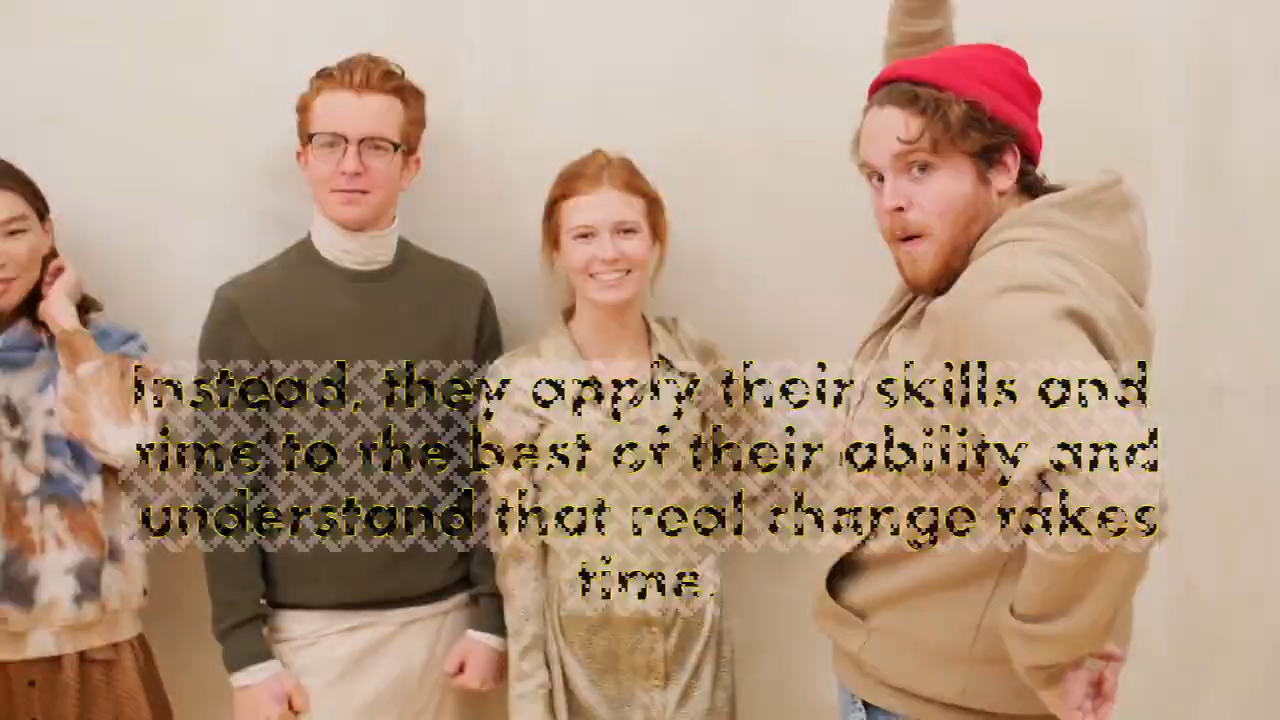 Instead, they apply their skills and
time to the best of their ability and
understand that real change takes
time.